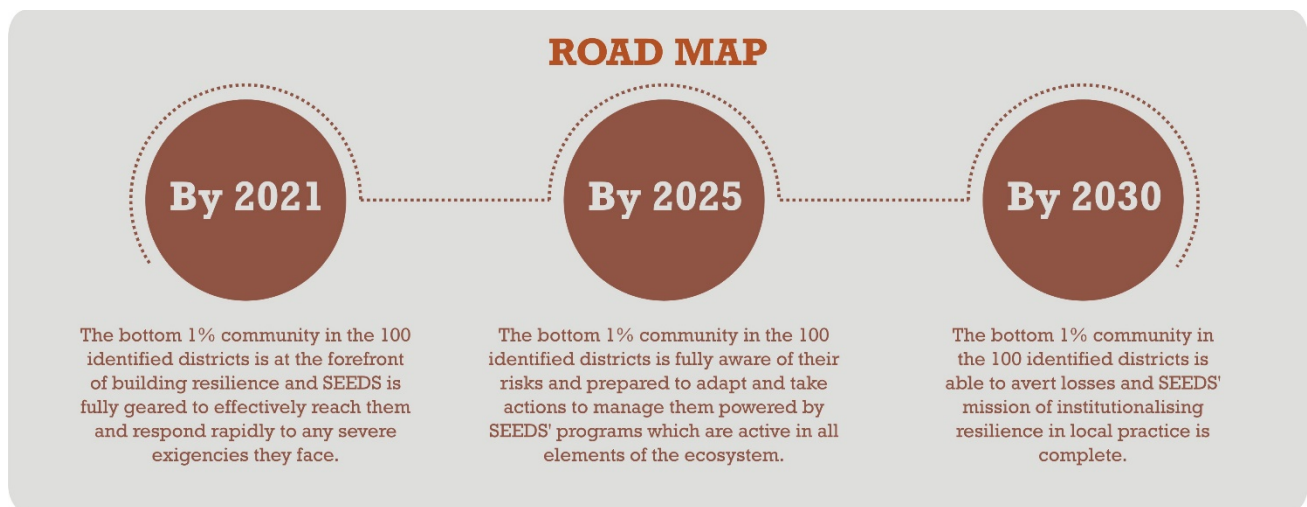 ROAD MAP
By 2021
The bottom 1% community in the 100
identified districts is at the forefront
of building resilience and SEEDS is
fully geared to effectively reach them
and respond rapidly to any severe
exigencies they face.
By 2025
The bottom 1% community in the 100
identified districts is fully aware of their
risks and prepared to adapt and take
actions to manage them powered by
SEEDS' programs which are active in all
elements of the ecosystem.
By 2030
The bottom 1% community in
the 100 identified districts is
able to avert losses and SEEDS'
mission of institutionalising
resilience in local practice is
complete.